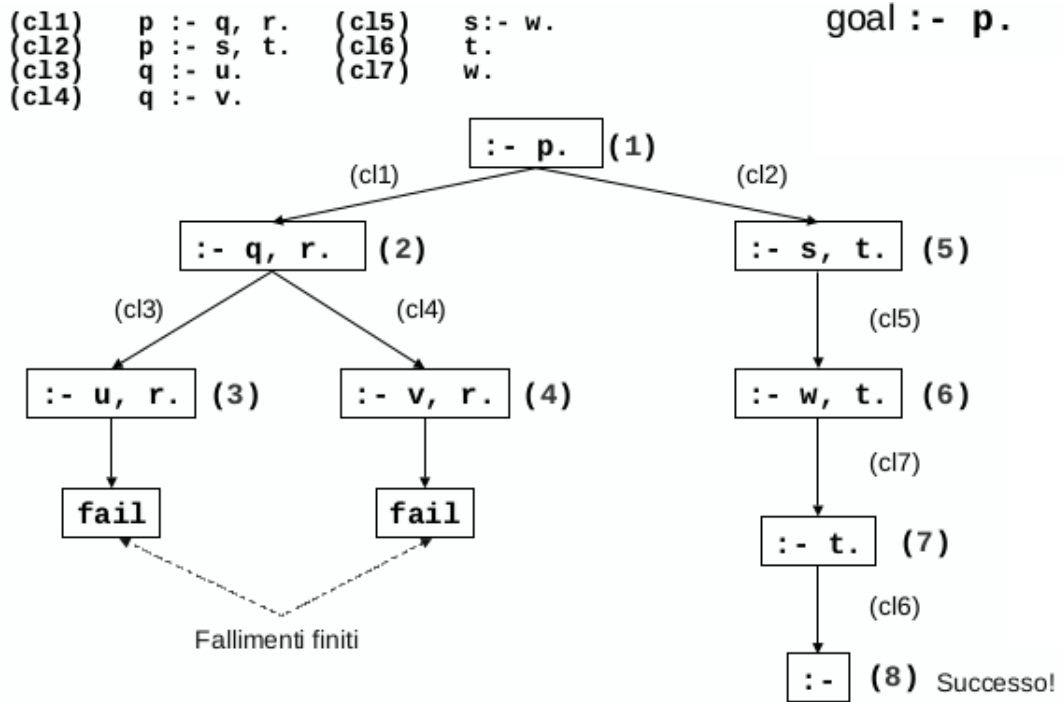 (cl1) p :- q, r. (cl5) s:- w.
(cl2) p :- s, t. (cl6) t.
(cl3) q :- u. (cl7) w.
(cl4) q :- v.
goal :- p.
:- p. (1)
(cl1) (cl2)
:- q, r. (2) :- s, t. (5)
(cl3) (cl4) (cl5)
:- u, r. (3) :- v, r. (4) :- w, t. (6)
(cl7)
fail fail
:- t. (7)
(cl6)
Fallimenti finiti
:- (8) Successo!